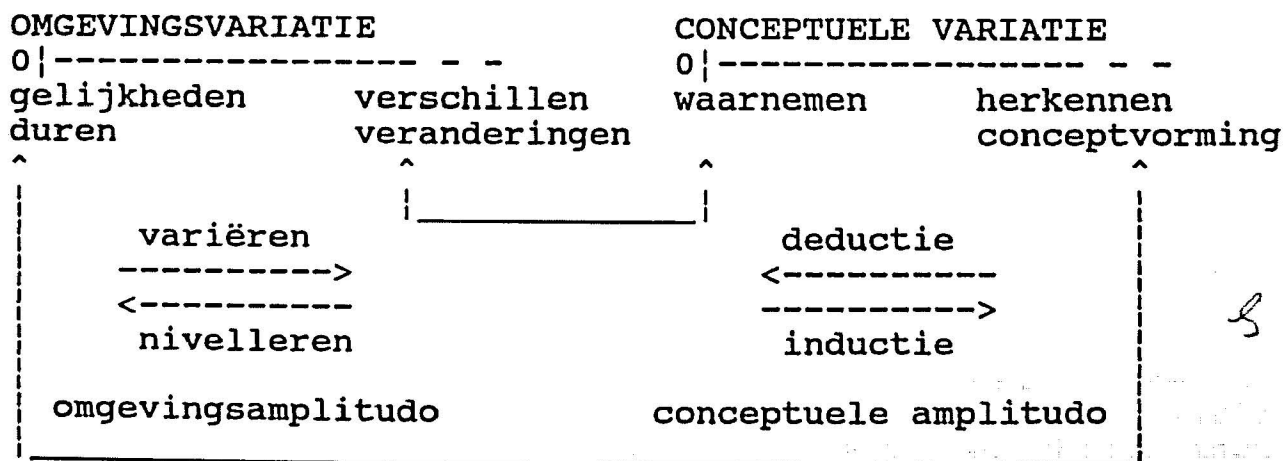 OMGEVINGSVARIATIE CONCEPTUELE VARIATIE
0|------------------ - - 0|------------------ - -
gelijkheden verschillen waarnemen herkennen
duren veranderingen conceptvorming
variëren deductie
----------> <----------
<---------- ---------->
nivelleren inductie
omgevingsamplitudo conceptuele amplitudo